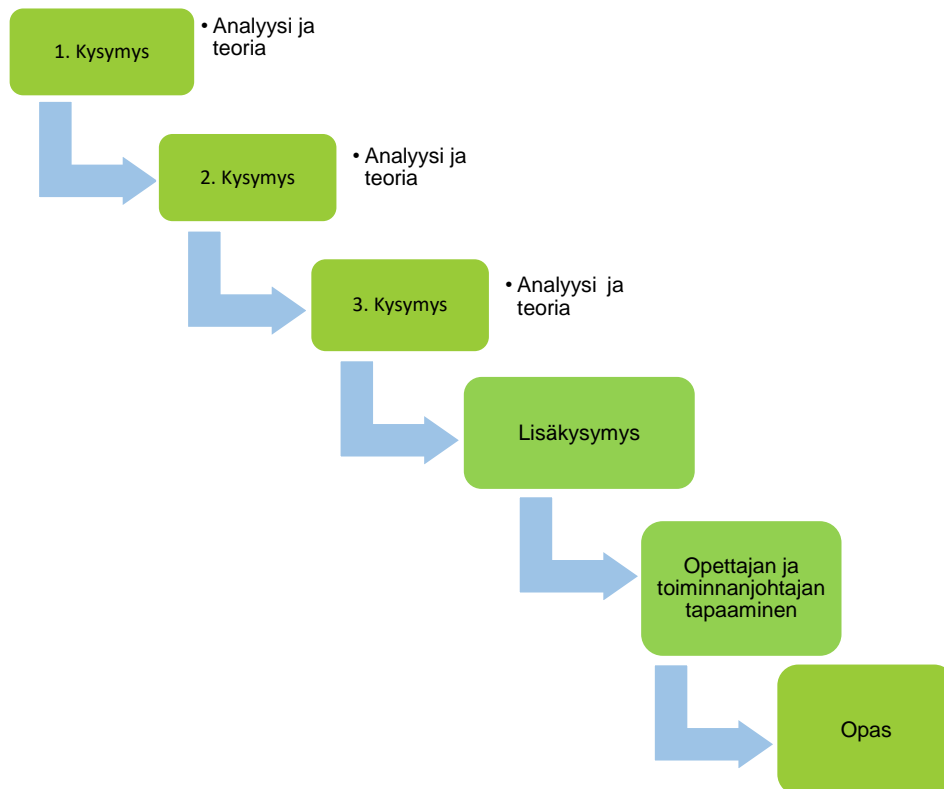 1. Kysymys
• Analyysi ja
teoria
2. Kysymys
• Analyysi ja
teoria
3. Kysymys
• Analyysi ja
teoria
Lisäkysymys
Opettajan ja
toiminnanjohtajan
tapaaminen
Opas